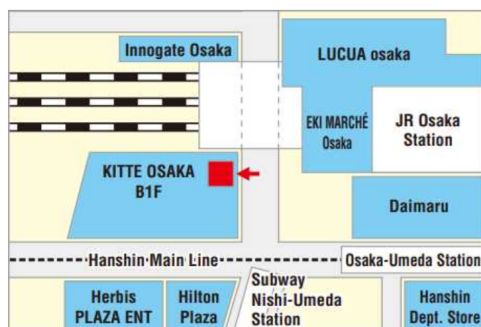 Innogate Osaka
LUCUA osaka
EKI MARCHÉ
Osaka
JR Osaka
Station
KITTE OSAKA
B1F
Daimaru
Hanshin Main Line
Osaka-Umeda Station
Subway
Nishi-Umeda
Station
Herbis
PLAZA ENT
Hilton
Plaza
Hanshin
Dept. Store